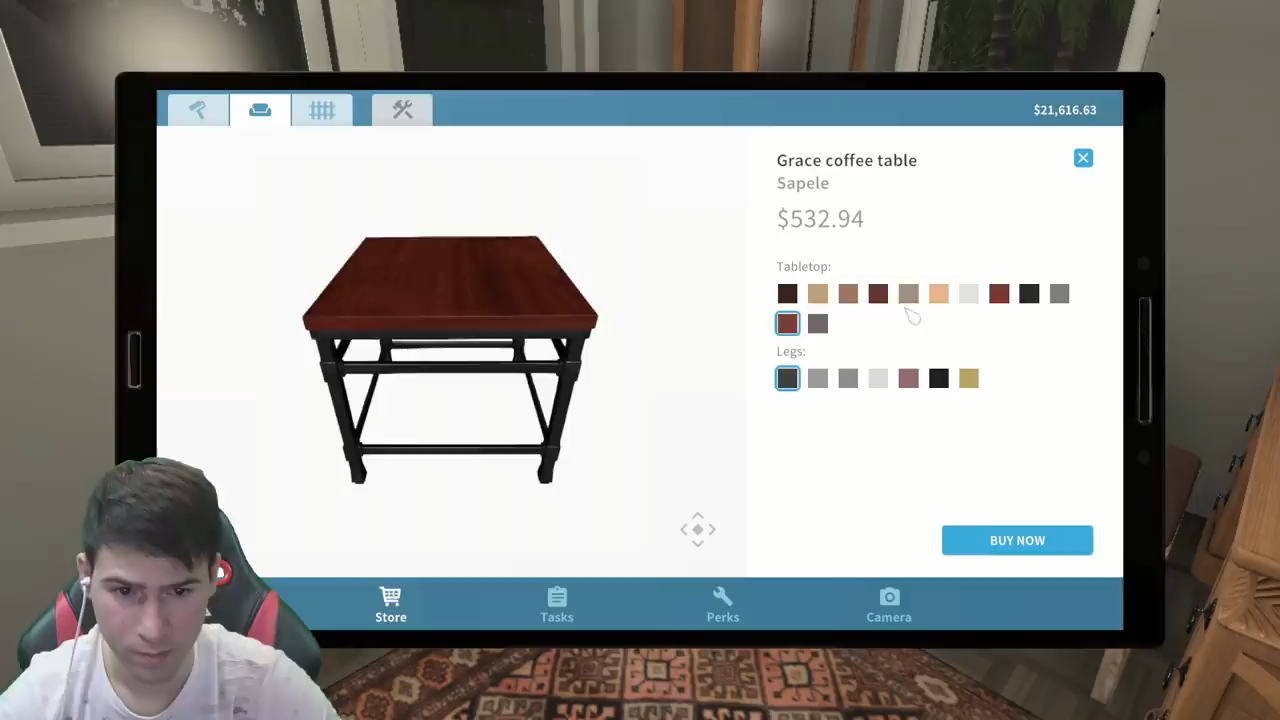 $21,616.63
Grace coffee table
Sapele
$532.94
Tabletop:
Legs:
BUY NOW
Store
Tasks
Perks
Camera